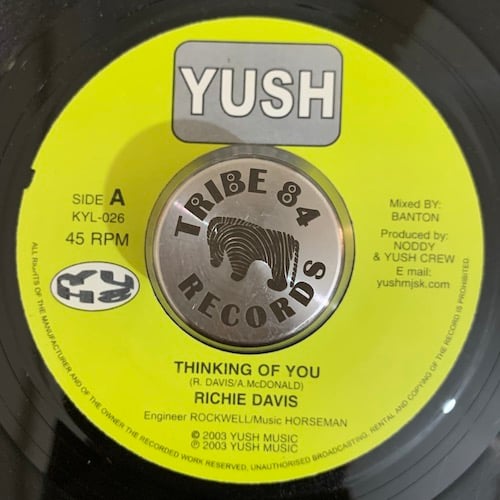 YUSH
SIDE A
KYL-026
45 RPM
TRIBE 84
RECORDS
Mixed BY:
BANTON
Produced by:
NODDY
& YUSH CREW
E mail:
yushmjsk.com
THINKING OF YOU
(R. DAVIS/A.McDONALD)
RICHIE DAVIS
Engineer ROCKWELL/Music HORSEMAN
© 2003 YUSH MUSIC
℗ 2003 YUSH MUSIC
ALL RIGHTS OF THE MANUFACTURER AND OF THE OWNER THE RECORDED WORK RESERVED, UNAUTHORISED BROADCASTING. RENTAL AND COPYING OF THE RECORD IS PROHIBITED